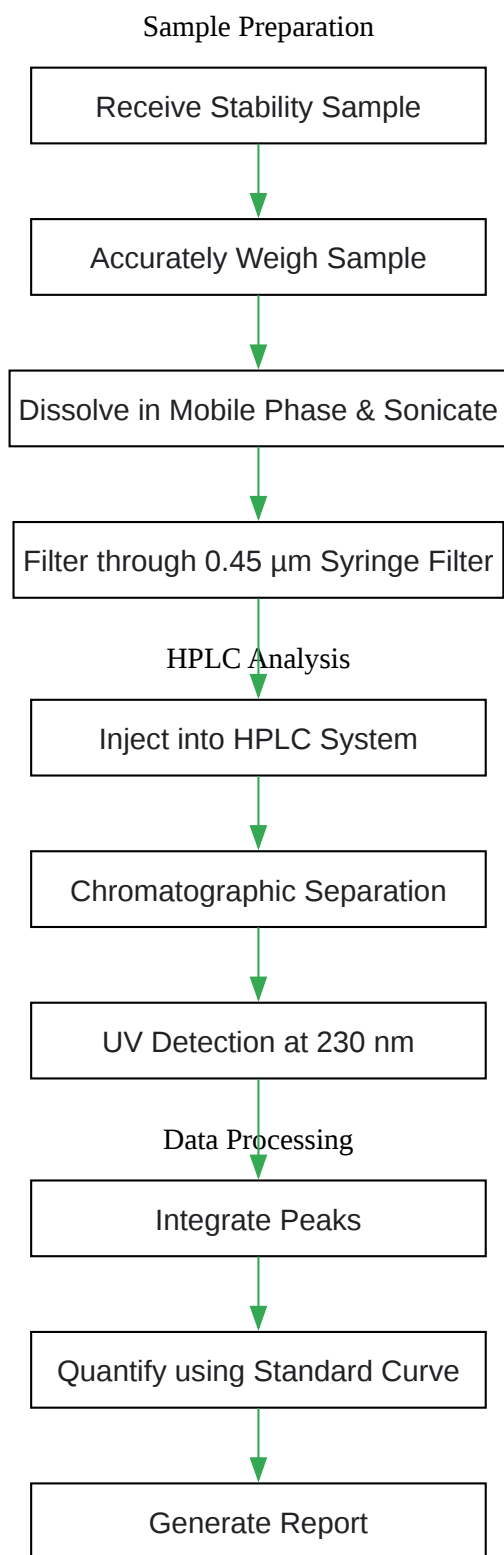 Sample Preparation
Receive Stability Sample
Accurately Weigh Sample
Dissolve in Mobile Phase & Sonicate
Filter through 0.45 µm Syringe Filter
HPLC Analysis
Inject into HPLC System
Chromatographic Separation
UV Detection at 230 nm
Data Processing
Integrate Peaks
Quantify using Standard Curve
Generate Report